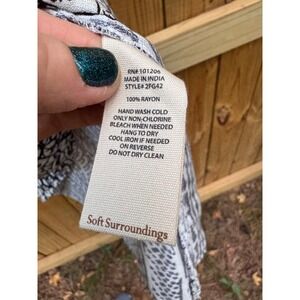 RN# 101206
MADE IN INDIA
STYLE# 2FG42
100% RAYON
HAND WASH COLD
ONLY NON-CHLORINE
BLEACH WHEN NEEDED
HANG TO DRY
COOL IRON IF NEEDED
ON REVERSE
DO NOT DRY CLEAN
Soft Surroundings